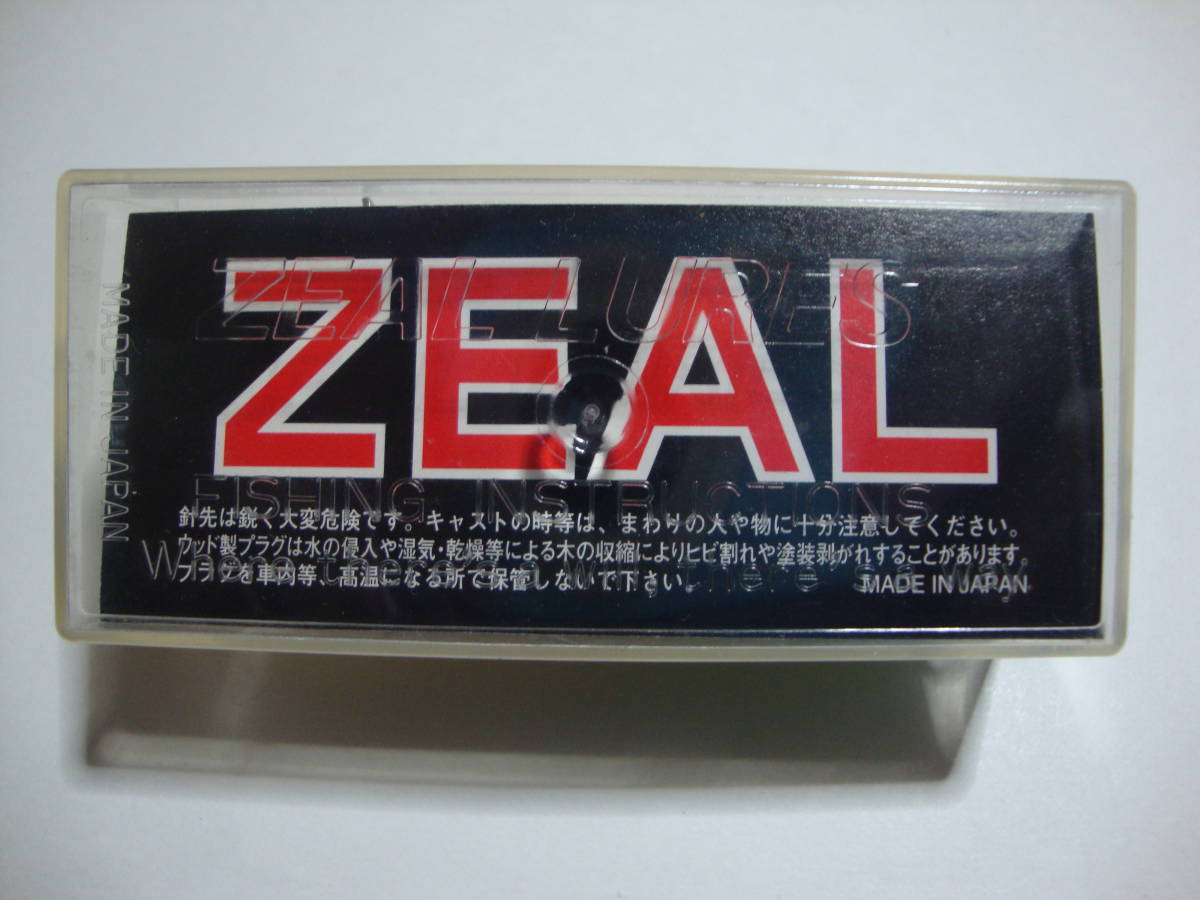 ZEAL LURES
ZEAL
MADE IN JAPAN
FISHING INSTRUCTIONS
針先は鋭く大変危険です。キャストの時等は、まわりの人や物に十分注意してください。
ウッド製プラグは水の侵入や湿気・乾燥等による木の収縮によりヒビ割れや塗装剥がれすることがあります。
プラグを車内等、高温になる所で保管しないで下さい。 MADE IN JAPAN
Where there's a will, there's a way